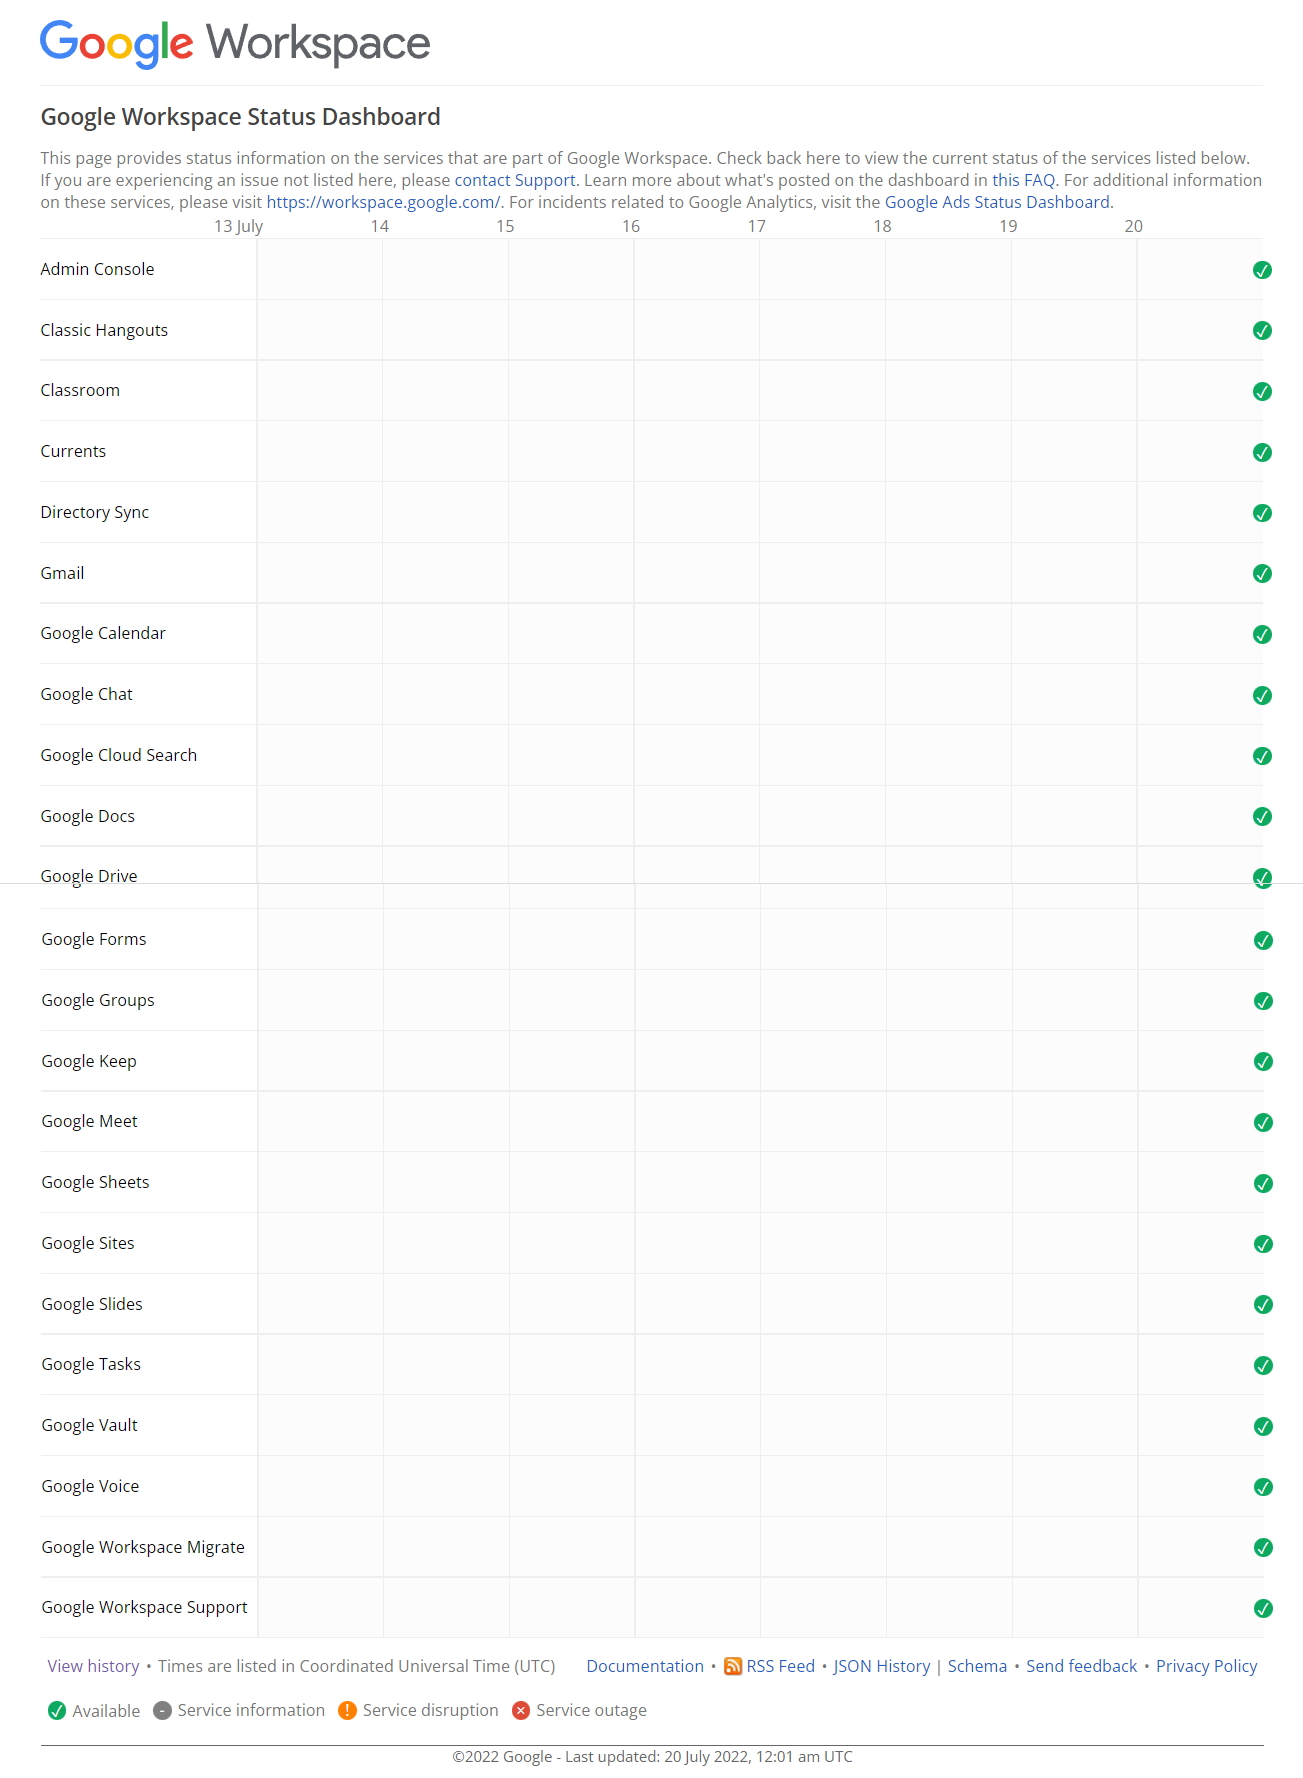 Google Workspace
Google Workspace Status Dashboard
This page provides status information on the services that are part of Google Workspace. Check back here to view the current status of the services listed below.
If you are experiencing an issue not listed here, please contact Support. Learn more about what's posted on the dashboard in this FAQ. For additional information
on these services, please visit https://workspace.google.com/. For incidents related to Google Analytics, visit the Google Ads Status Dashboard.
13 July 14 15 16 17 18 19 20
Admin Console
Classic Hangouts
Classroom
Currents
Directory Sync
Gmail
Google Calendar
Google Chat
Google Cloud Search
Google Docs
Google Drive
Google Forms
Google Groups
Google Keep
Google Meet
Google Sheets
Google Sites
Google Slides
Google Tasks
Google Vault
Google Voice
Google Workspace Migrate
Google Workspace Support
View history • Times are listed in Coordinated Universal Time (UTC) Documentation • RSS Feed • JSON History | Schema • Send feedback • Privacy Policy
Available Service information Service disruption Service outage
©2022 Google - Last updated: 20 July 2022, 12:01 am UTC